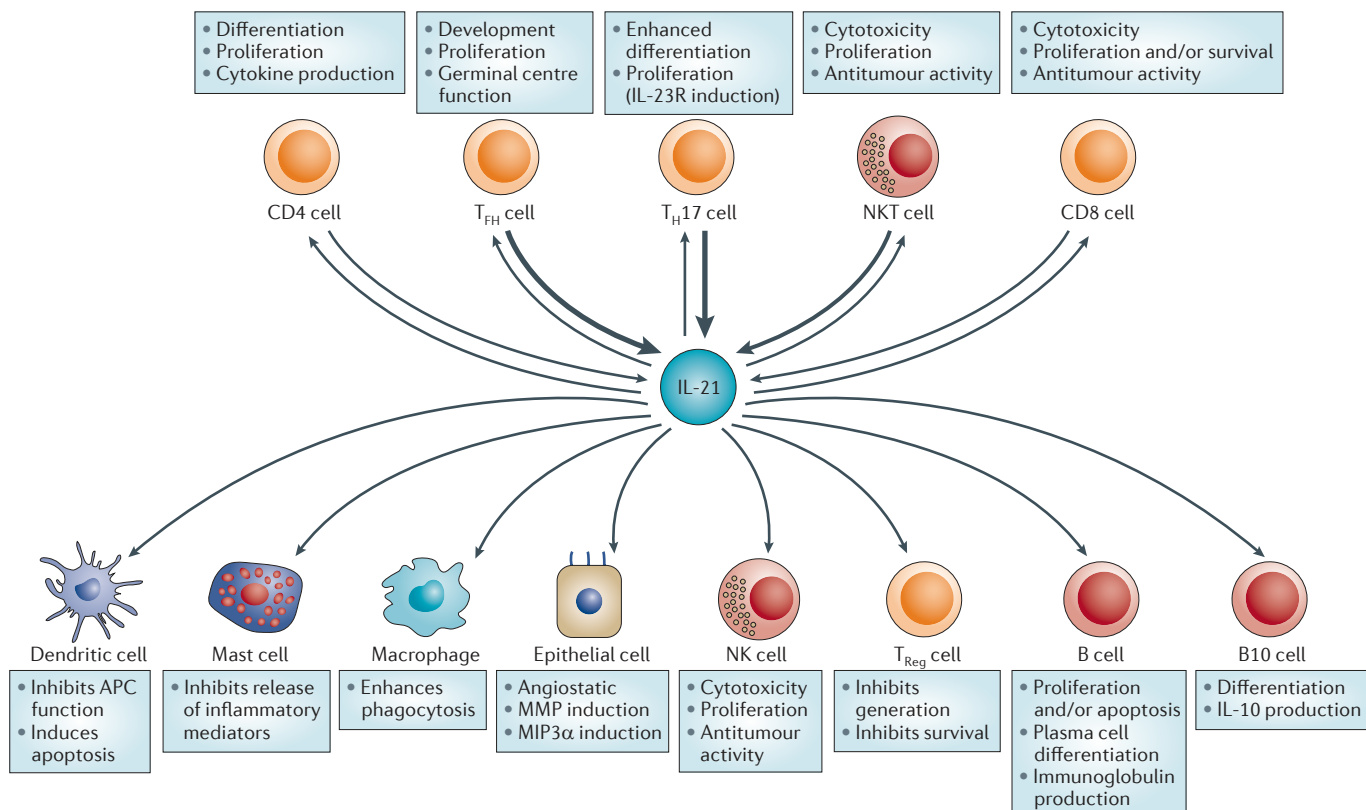 • Differentiation
• Proliferation
• Cytokine production
• Development
• Proliferation
• Germinal centre
function
• Enhanced
differentiation
• Proliferation
(IL-23R induction)
• Cytotoxicity
• Proliferation
• Antitumour activity
• Cytotoxicity
• Proliferation and/or survival
• Antitumour activity
CD4 cell
TFH cell
TH17 cell
NKT cell
CD8 cell
IL-21
Dendritic cell
Mast cell
Macrophage
Epithelial cell
NK cell
TReg cell
B cell
B10 cell
• Inhibits APC
function
• Induces
apoptosis
• Inhibits release
of inflammatory
mediators
• Enhances
phagocytosis
• Angiostatic
• MMP induction
• MIP3α induction
• Cytotoxicity
• Proliferation
• Antitumour
activity
• Inhibits
generation
• Inhibits survival
• Proliferation
and/or apoptosis
• Plasma cell
differentiation
• Immunoglobulin
production
• Differentiation
• IL-10 production